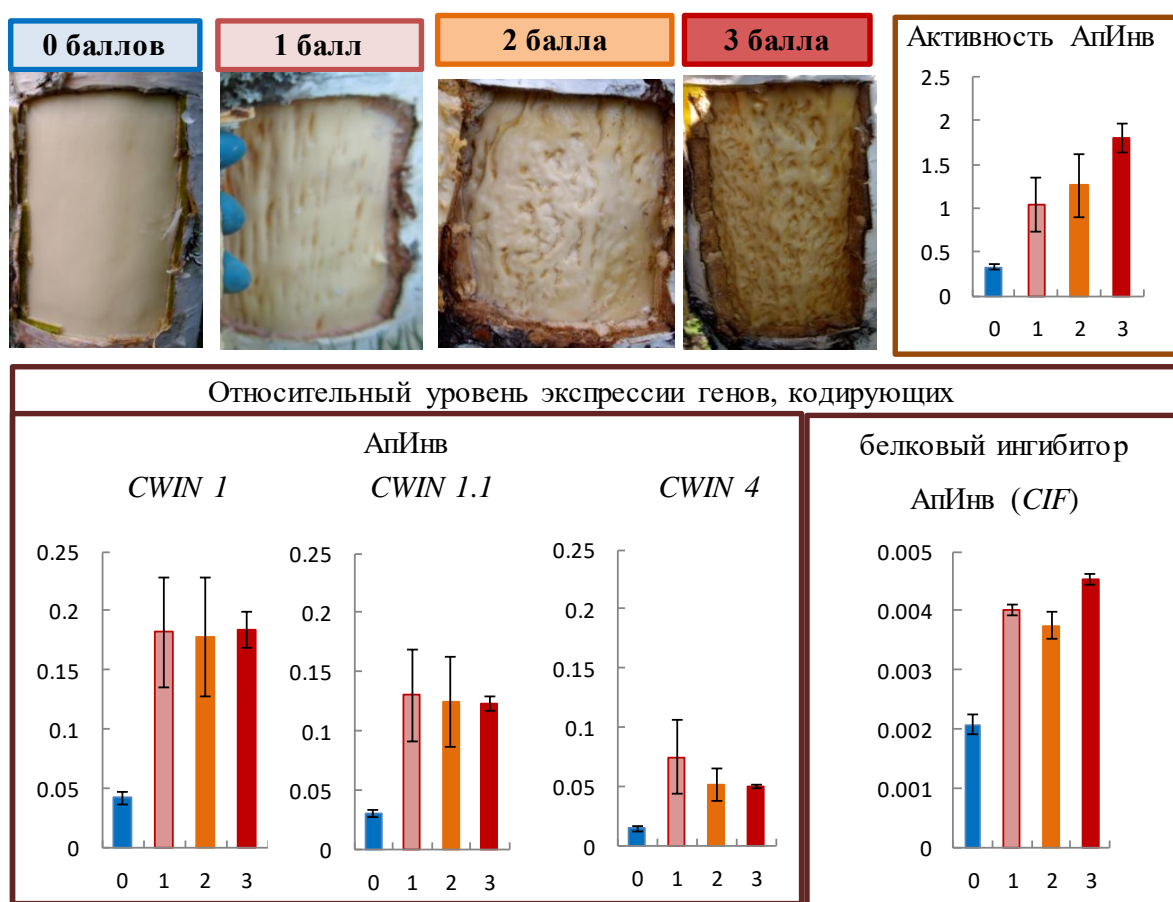 0 баллов
1 балл
2 балла
3 балла
Активность АпИнв
2.5
2
1.5
1
0.5
0
0 1 2 3
Относительный уровень экспрессии генов, кодирующих
АпИнв
CWIN 1
0.25
0.2
0.15
0.1
0.05
0
0 1 2 3
CWIN 1.1
0.25
0.2
0.15
0.1
0.05
0
0 1 2 3
CWIN 4
0.25
0.2
0.15
0.1
0.05
0
0 1 2 3
белковый ингибитор
АпИнв (CIF)
0.005
0.004
0.003
0.002
0.001
0
0 1 2 3